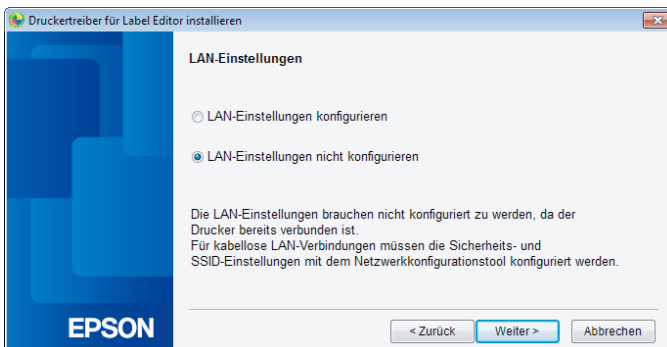 Druckertreiber für Label Editor installieren
LAN-Einstellungen
LAN-Einstellungen konfigurieren
LAN-Einstellungen nicht konfigurieren
Die LAN-Einstellungen brauchen nicht konfiguriert zu werden, da der
Drucker bereits verbunden ist.
Für kabellose LAN-Verbindungen müssen die Sicherheits- und
SSID-Einstellungen mit dem Netzwerkkonfigurationstool konfiguriert werden.
EPSON
< Zurück Weiter > Abbrechen